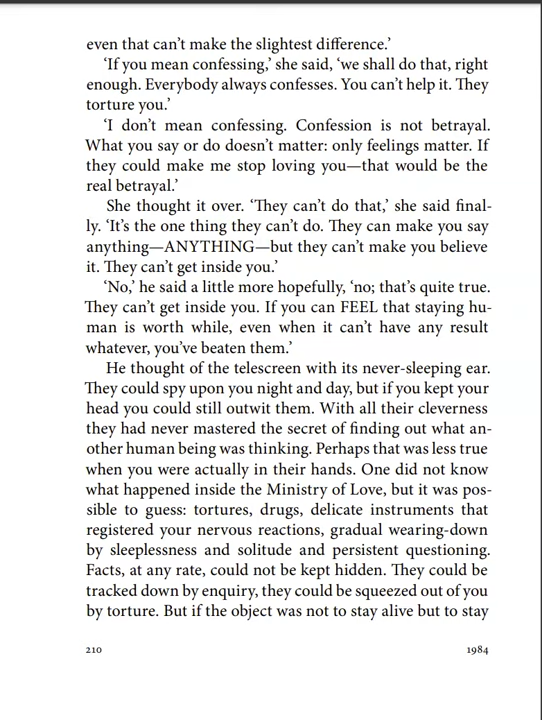 even that can’t make the slightest difference.’
‘If you mean confessing,’ she said, ‘we shall do that, right
enough. Everybody always confesses. You can’t help it. They
torture you.’
‘I don’t mean confessing. Confession is not betrayal.
What you say or do doesn’t matter: only feelings matter. If
they could make me stop loving you—that would be the
real betrayal.’
She thought it over. ‘They can’t do that,’ she said final-
ly. ‘It’s the one thing they can’t do. They can make you say
anything—ANYTHING—but they can’t make you believe
it. They can’t get inside you.’
‘No,’ he said a little more hopefully, ‘no; that’s quite true.
They can’t get inside you. If you can FEEL that staying hu-
man is worth while, even when it can’t have any result
whatever, you’ve beaten them.’
He thought of the telescreen with its never-sleeping ear.
They could spy upon you night and day, but if you kept your
head you could still outwit them. With all their cleverness
they had never mastered the secret of finding out what an-
other human being was thinking. Perhaps that was less true
when you were actually in their hands. One did not know
what happened inside the Ministry of Love, but it was pos-
sible to guess: tortures, drugs, delicate instruments that
registered your nervous reactions, gradual wearing-down
by sleeplessness and solitude and persistent questioning.
Facts, at any rate, could not be kept hidden. They could be
tracked down by enquiry, they could be squeezed out of you
by torture. But if the object was not to stay alive but to stay
210 1984